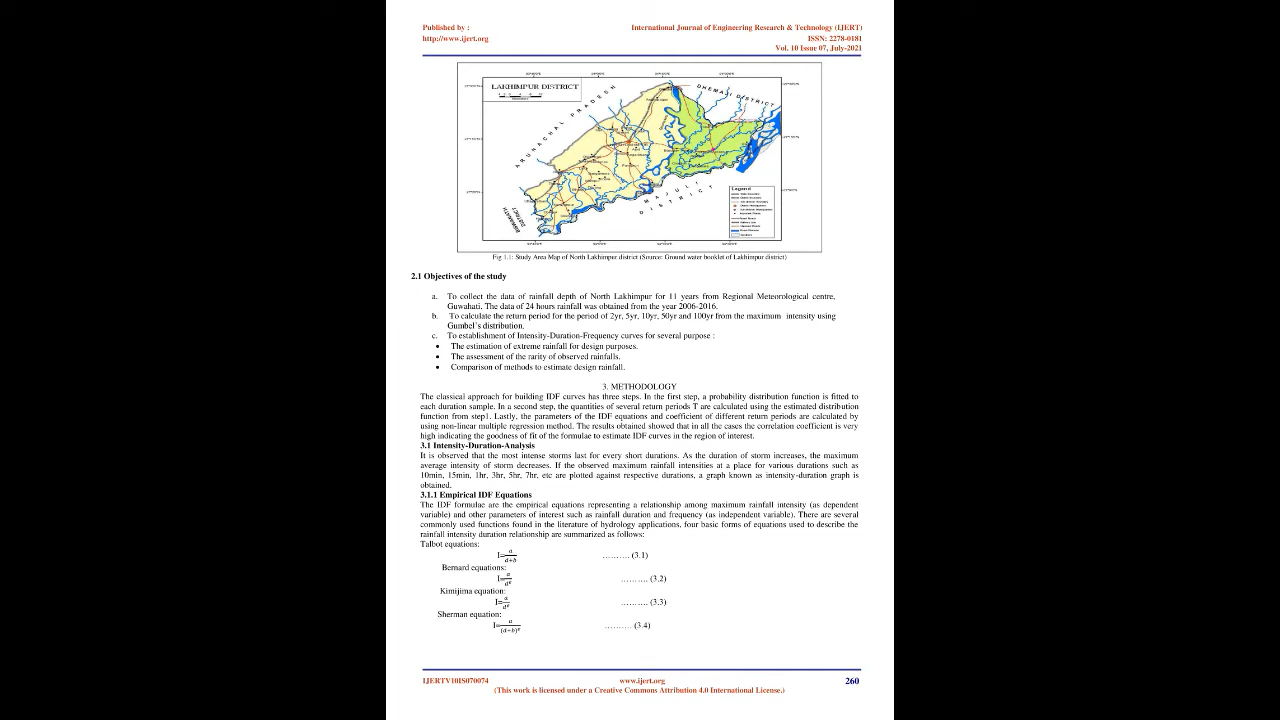 Published by :
International Journal of Engineering Research & Technology (IJERT)
http://www.ijert.org
ISSN: 2278-0181
Vol. 10 Issue 07, July-2021
LAKHIMPUR DISTRICT
ARUNACHAL PRADESH
DHEMAJI DISTRICT
MAJULI
DISTRICT
BISWANATH
DISTRICT
Legend
Fig 1.1: Study Area Map of North Lakhimpur district (Source: Ground water booklet of Lakhimpur district)
2.1 Objectives of the study
a. To collect the data of rainfall depth of North Lakhimpur for 11 years from Regional Meteorological centre,
Guwahati. The data of 24 hours rainfall was obtained from the year 2006-2016.
b. To calculate the return period for the period of 2yr, 5yr, 10yr, 50yr and 100yr from the maximum intensity using
Gumbel's distribution.
c. To establishment of Intensity-Duration-Frequency curves for several purpose :
• The estimation of extreme rainfall for design purposes.
• The assessment of the rarity of observed rainfalls.
• Comparison of methods to estimate design rainfall.
3. METHODOLOGY
The classical approach for building IDF curves has three steps. In the first step, a probability distribution function is fitted to
each duration sample. In a second step, the quantities of several return periods T are calculated using the estimated distribution
function from step1. Lastly, the parameters of the IDF equations and coefficient of different return periods are calculated by
using non-linear multiple regression method. The results obtained showed that in all the cases the correlation coefficient is very
high indicating the goodness of fit of the formulae to estimate IDF curves in the region of interest.
3.1 Intensity-Duration-Analysis
It is observed that the most intense storms last for every short durations. As the duration of storm increases, the maximum
average intensity of storm decreases. If the observed maximum rainfall intensities at a place for various durations such as
10min, 15min, 1hr, 3hr, 5hr, 7hr, etc are plotted against respective durations, a graph known as intensity-duration graph is
obtained.
3.1.1 Empirical IDF Equations
The IDF formulae are the empirical equations representing a relationship among maximum rainfall intensity (as dependent
variable) and other parameters of interest such as rainfall duration and frequency (as independent variable). There are several
commonly used functions found in the literature of hydrology applications, four basic forms of equations used to describe the
rainfall intensity duration relationship are summarized as follows:
Talbot equations:
I=a/(d+b) ………. (3.1)
Bernard equations:
I=a/d^e ………. (3.2)
Kimijima equation:
I=a/d^e ………. (3.3)
Sherman equation:
I=a/(d+b)^e ………. (3.4)
IJERTV10IS070074
www.ijert.org
260
(This work is licensed under a Creative Commons Attribution 4.0 International License.)